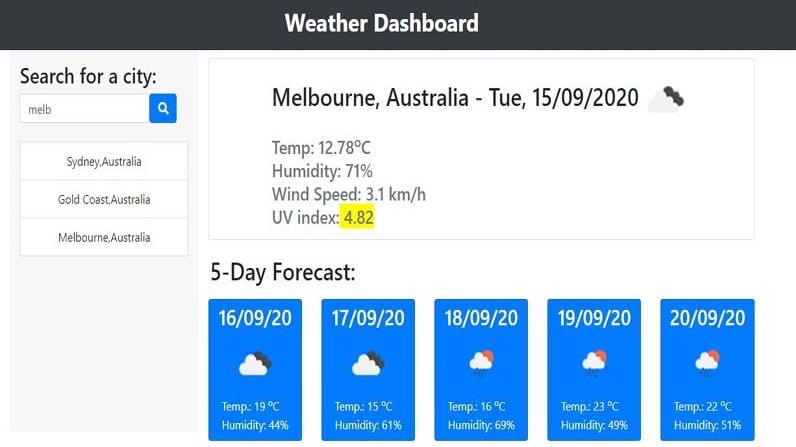 Weather Dashboard
Search for a city:
melb
Sydney,Australia
Gold Coast,Australia
Melbourne,Australia
Melbourne, Australia - Tue, 15/09/2020
Temp: 12.78°C
Humidity: 71%
Wind Speed: 3.1 km/h
UV index: 4.82
5-Day Forecast:
16/09/20
Temp.: 19 °C
Humidity: 44%
17/09/20
Temp.: 15 °C
Humidity: 61%
18/09/20
Temp.: 16 °C
Humidity: 69%
19/09/20
Temp.: 23 °C
Humidity: 49%
20/09/20
Temp.: 22 °C
Humidity: 51%